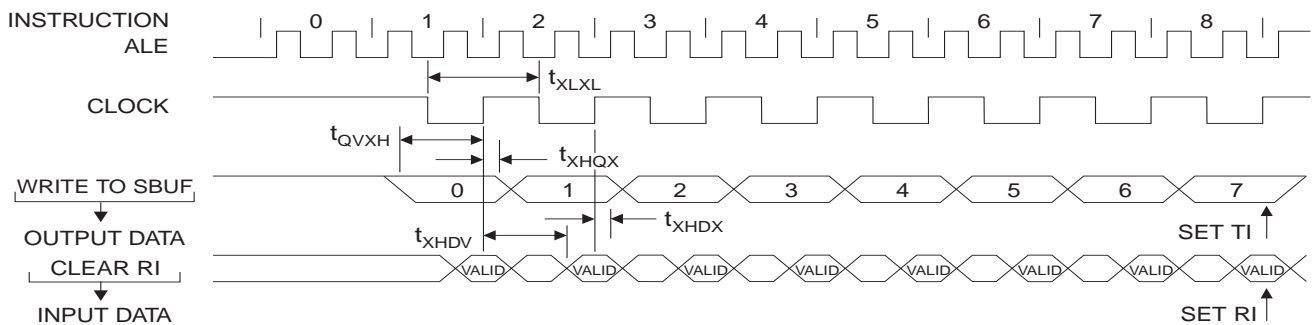 INSTRUCTION 0 1 2 3 4 5 6 7 8
ALE
tXLXL
CLOCK
tQVXH
tXHQX
WRITE TO SBUF 0 1 2 3 4 5 6 7
tXHDX
OUTPUT DATA tXHDV SET TI
CLEAR RI VALID VALID VALID VALID VALID VALID VALID VALID
INPUT DATA SET RI